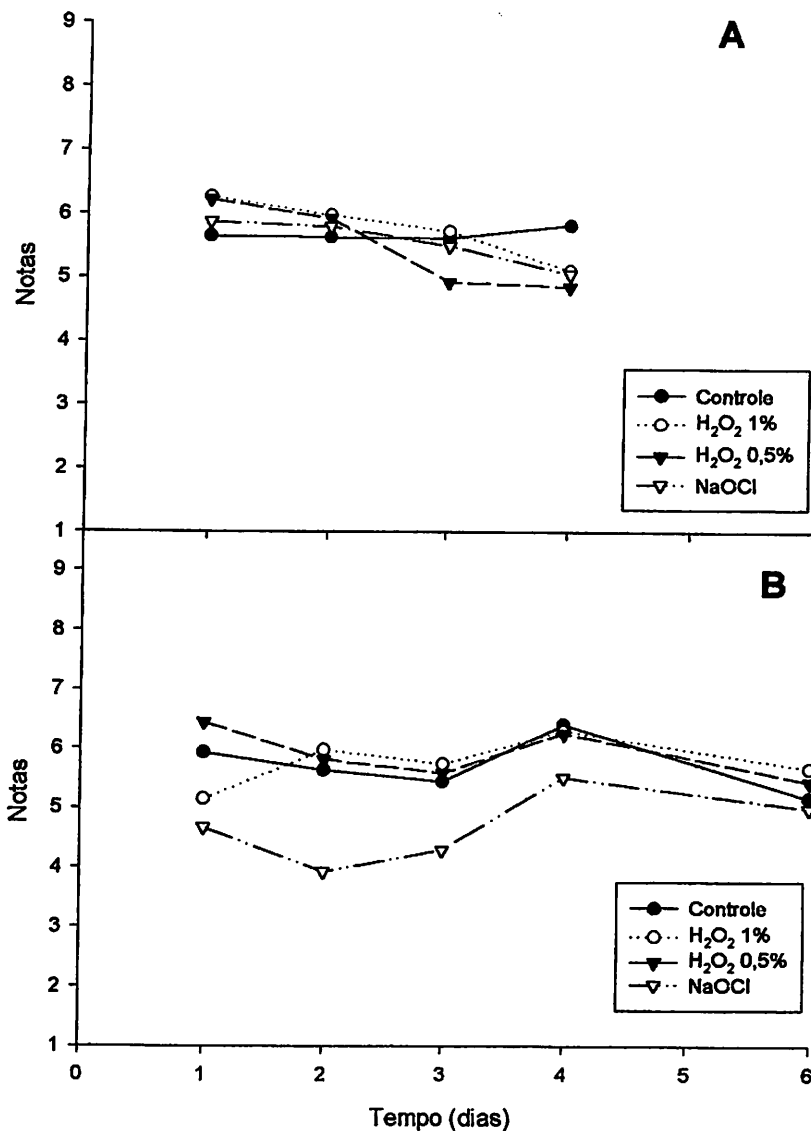 A
9
8
7
6
5
4
3
2
1
Notas
Controle
H₂O₂ 1%
H₂O₂ 0,5%
NaOCl
B
9
8
7
6
5
4
3
2
1
Notas
Controle
H₂O₂ 1%
H₂O₂ 0,5%
NaOCl
0 1 2 3 4 5 6
Tempo (dias)